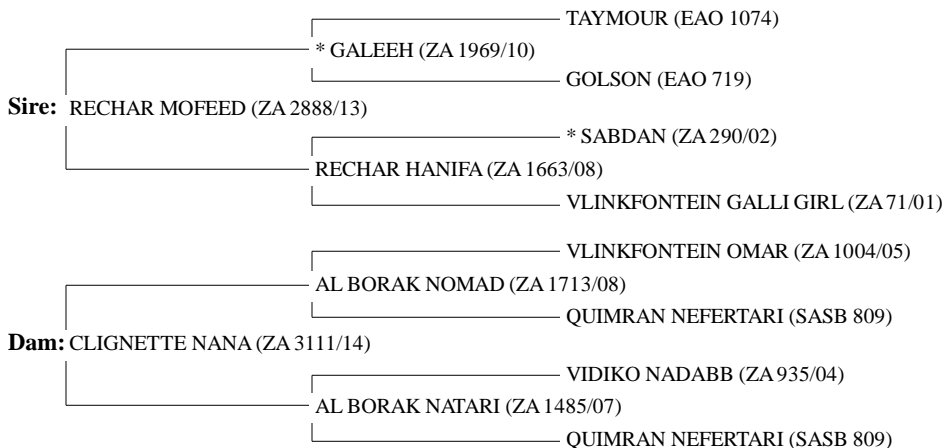 TAYMOUR (EAO 1074)
* GALEEH (ZA 1969/10)
GOLSON (EAO 719)
Sire: RECHAR MOFEED (ZA 2888/13)
* SABDAN (ZA 290/02)
RECHAR HANIFA (ZA 1663/08)
VLINKFONTEIN GALLI GIRL (ZA 71/01)
VLINKFONTEIN OMAR (ZA 1004/05)
AL BORAK NOMAD (ZA 1713/08)
QUIMRAN NEFERTARI (SASB 809)
Dam: CLIGNETTE NANA (ZA 3111/14)
VIDIKO NADABB (ZA 935/04)
AL BORAK NATARI (ZA 1485/07)
QUIMRAN NEFERTARI (SASB 809)